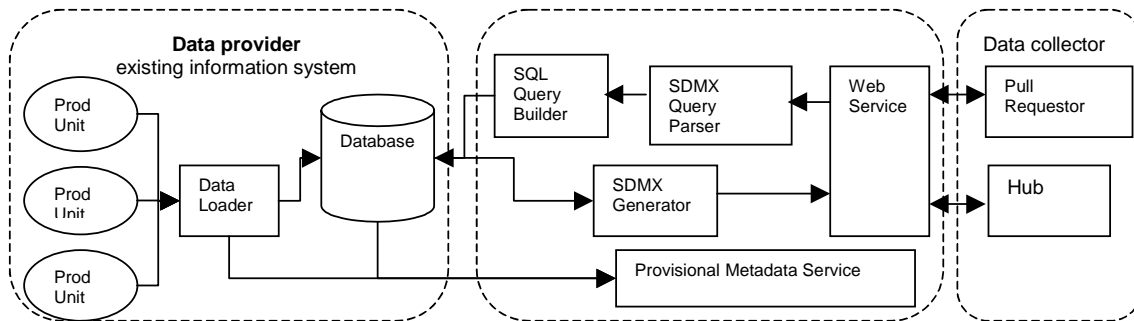 Data provider
existing information system
Prod
Unit
Prod
Unit
Prod
Unit
Data
Loader
Database
SQL
Query
Builder
SDMX
Query
Parser
Web
Service
SDMX
Generator
Provisional Metadata Service
Data collector
Pull
Requestor
Hub